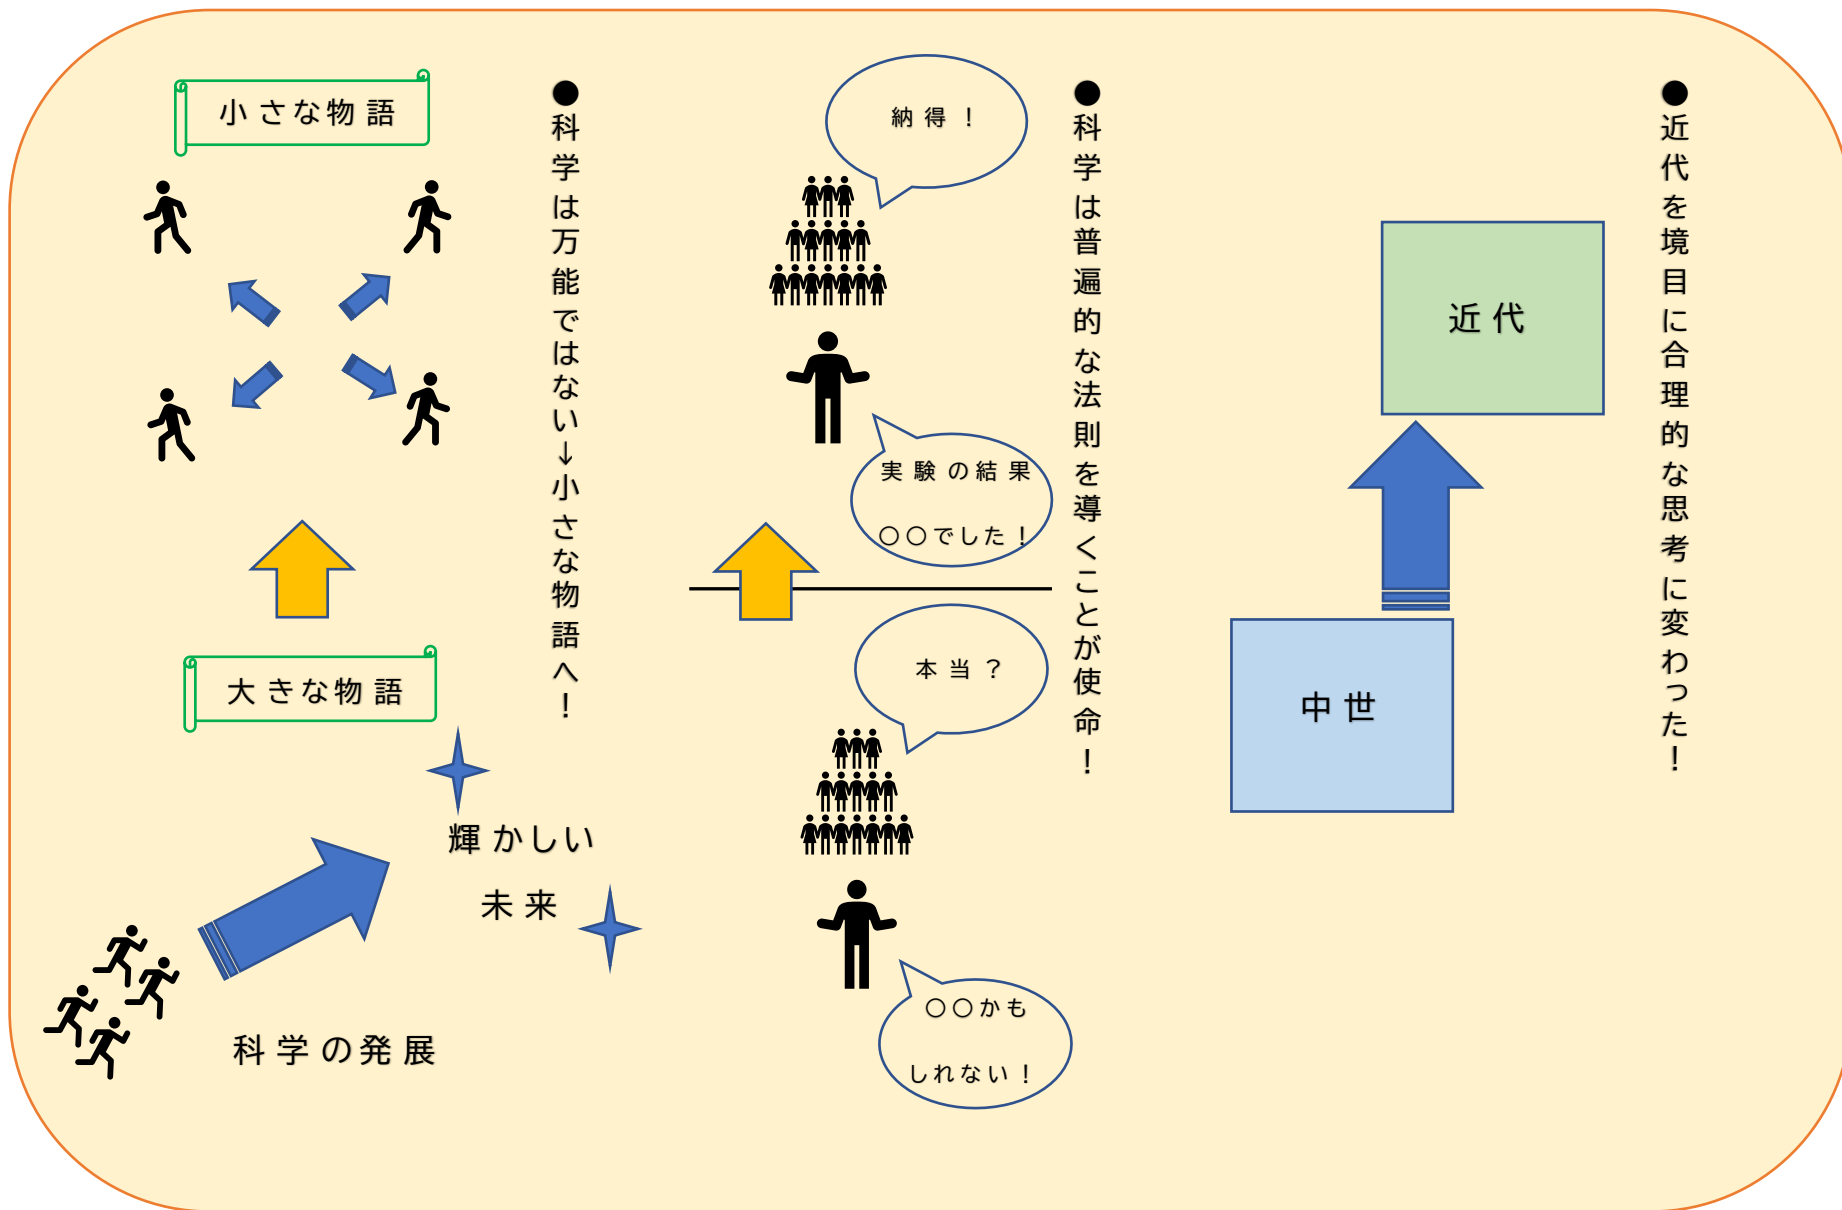 ●近代を境目に合理的な思考に変わった！
近代
中世
●科学は普遍的な法則を導くことが使命！
納得！
実験の結果
〇〇でした！
本当？
〇〇かも
しれない！
●科学は万能ではない→小さな物語へ！
小さな物語
大きな物語
輝かしい
未来
科学の発展